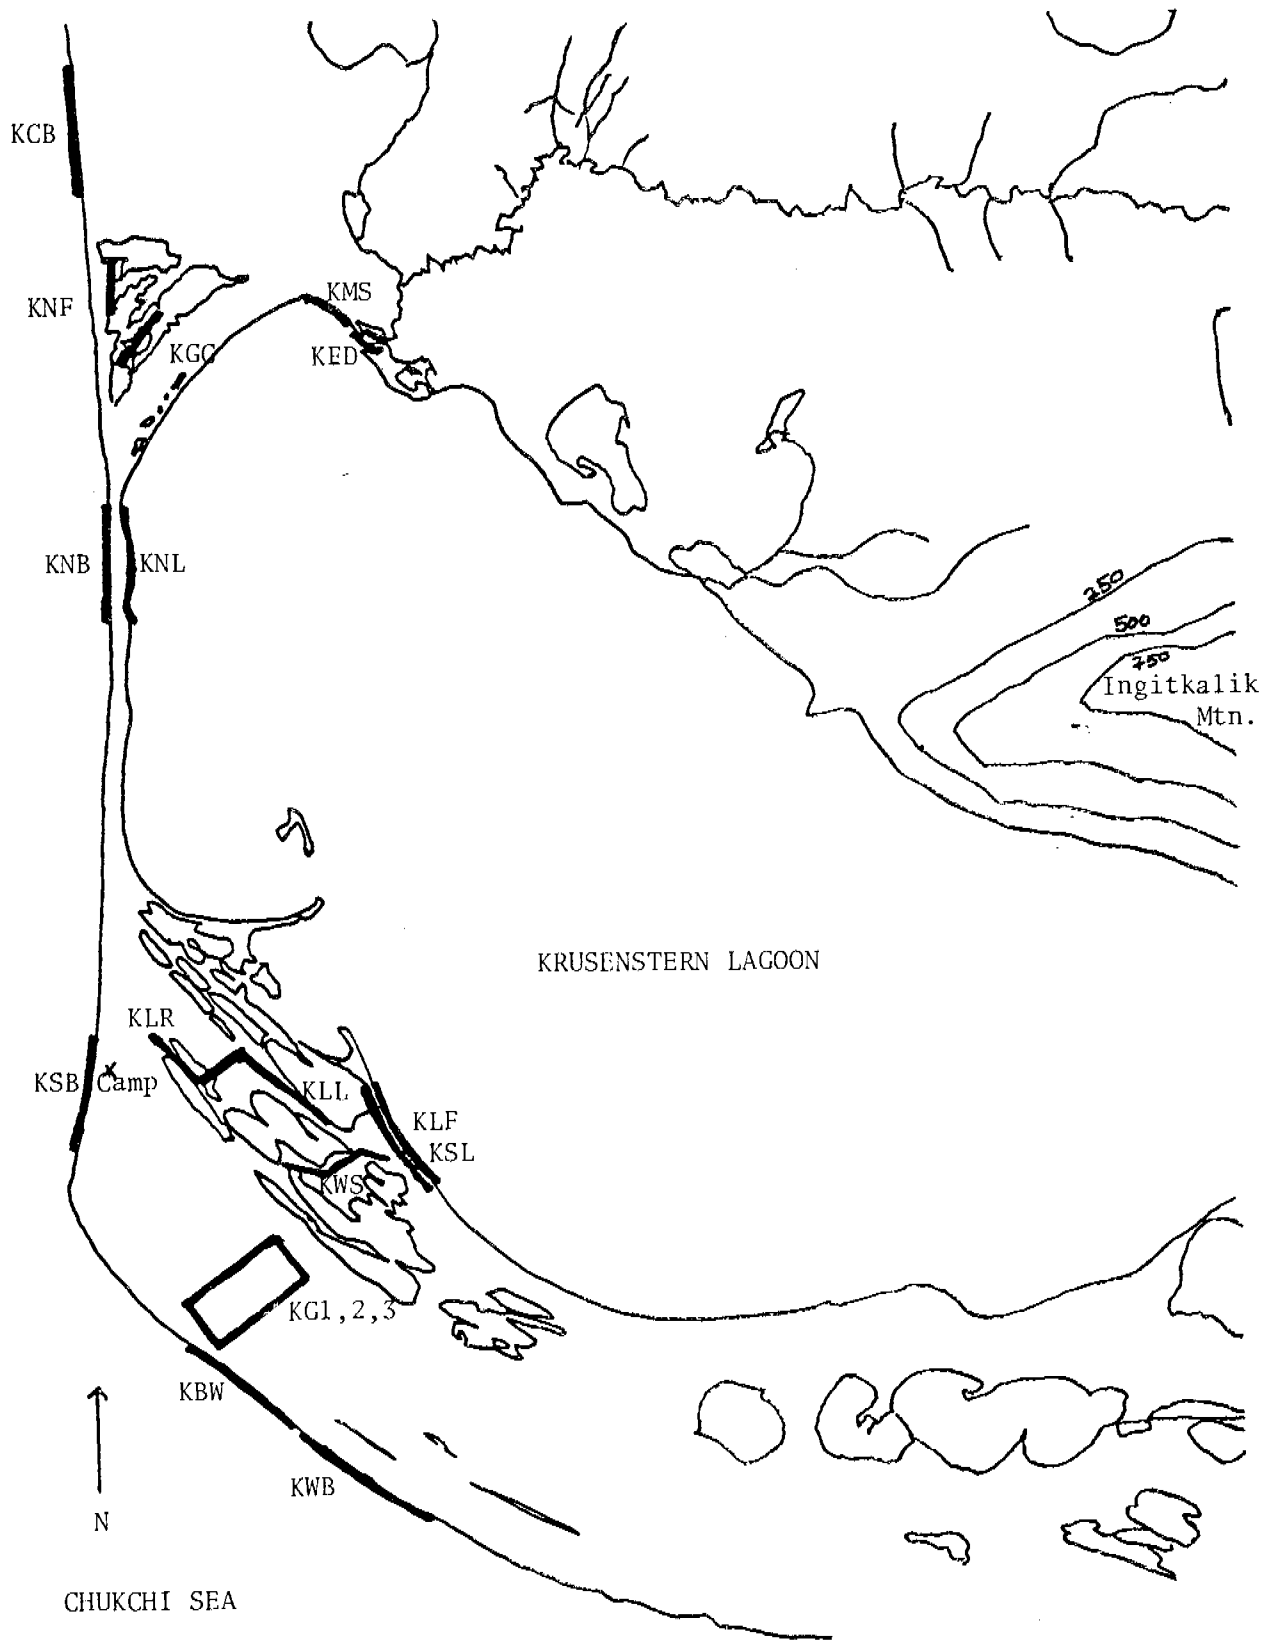 KCB
KMS
KNF
KGG
KED
KNB
KNL
250
500
750
Ingitkalik
Mtn.
KRUSENSTERN LAGOON
KLR
KSB
x
Camp
KLL
KLF
KSL
KWS
KG1,2,3
KBW
KWB
N
CHUKCHI SEA